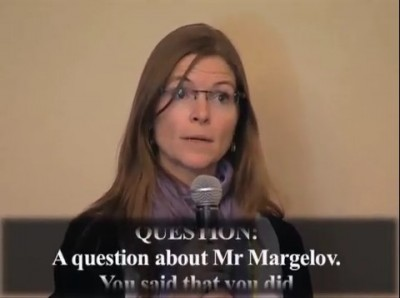 QUESTION:
A question about Mr Margelov.
You said that you did